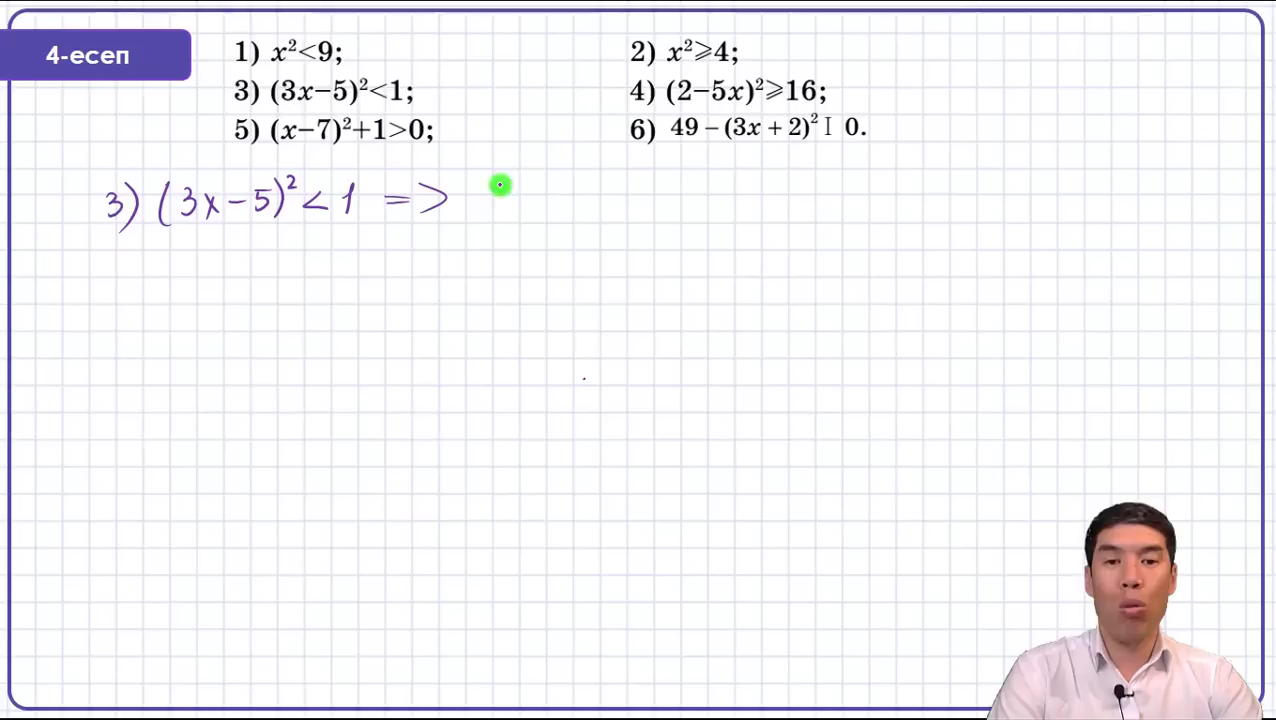 4-есеп
1) x²<9; 2) x²⩾4;
3) (3x−5)²<1; 4) (2−5x)²⩾16;
5) (x−7)²+1>0; 6) 49 − (3x + 2)² I 0.
3) (3x − 5)² < 1 =>